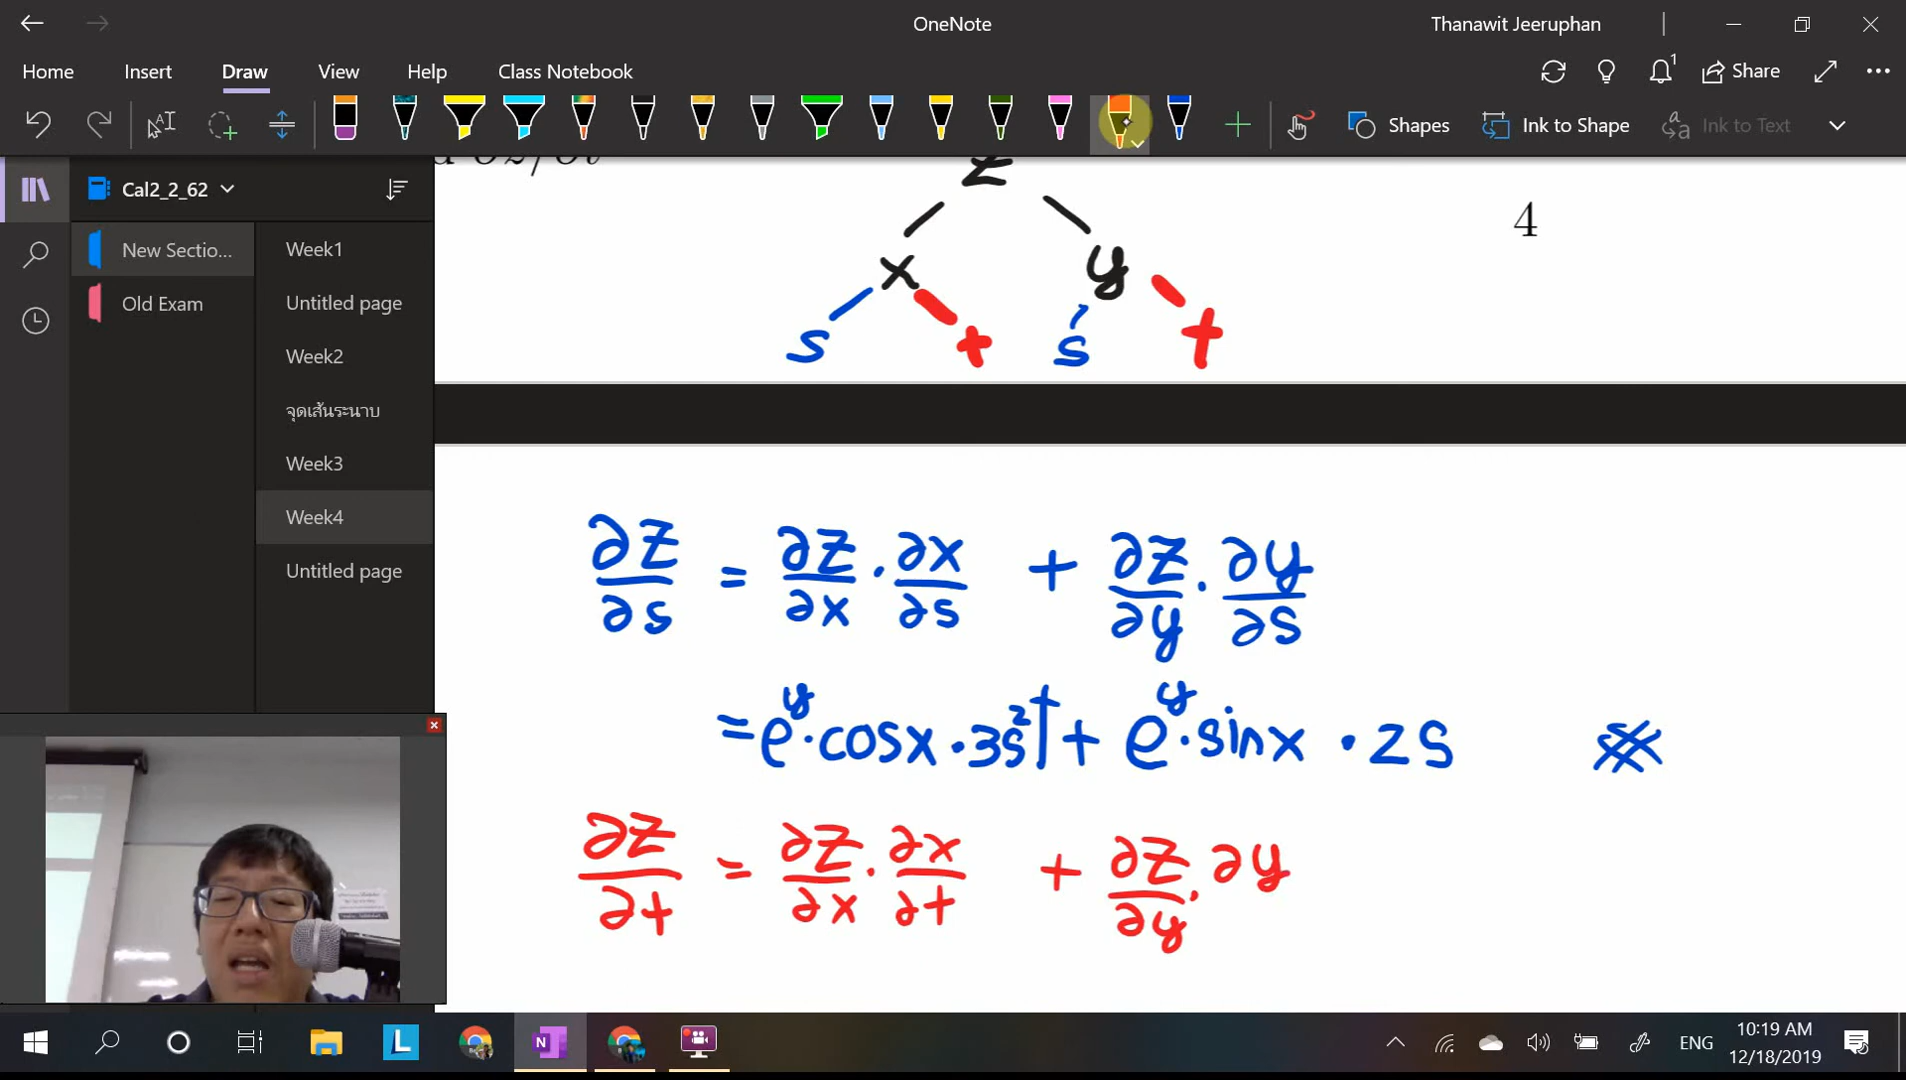 OneNote
Thanawit Jeeruphan
Home Insert Draw View Help Class Notebook
1
Share
Shapes
Ink to Shape
Ink to Text
Cal2_2_62
New Sectio...
Old Exam
Week1
Untitled page
Week2
จุดเส้นระนาบ
Week3
Week4
Untitled page
z
4
x y
s t s t
∂z/∂s = ∂z/∂x · ∂x/∂s + ∂z/∂y · ∂y/∂s
= e^y · cosx · 3s²t + e^y · sinx · 2s
∂z/∂t = ∂z/∂x · ∂x/∂t + ∂z/∂y · ∂y
ENG
10:19 AM
12/18/2019